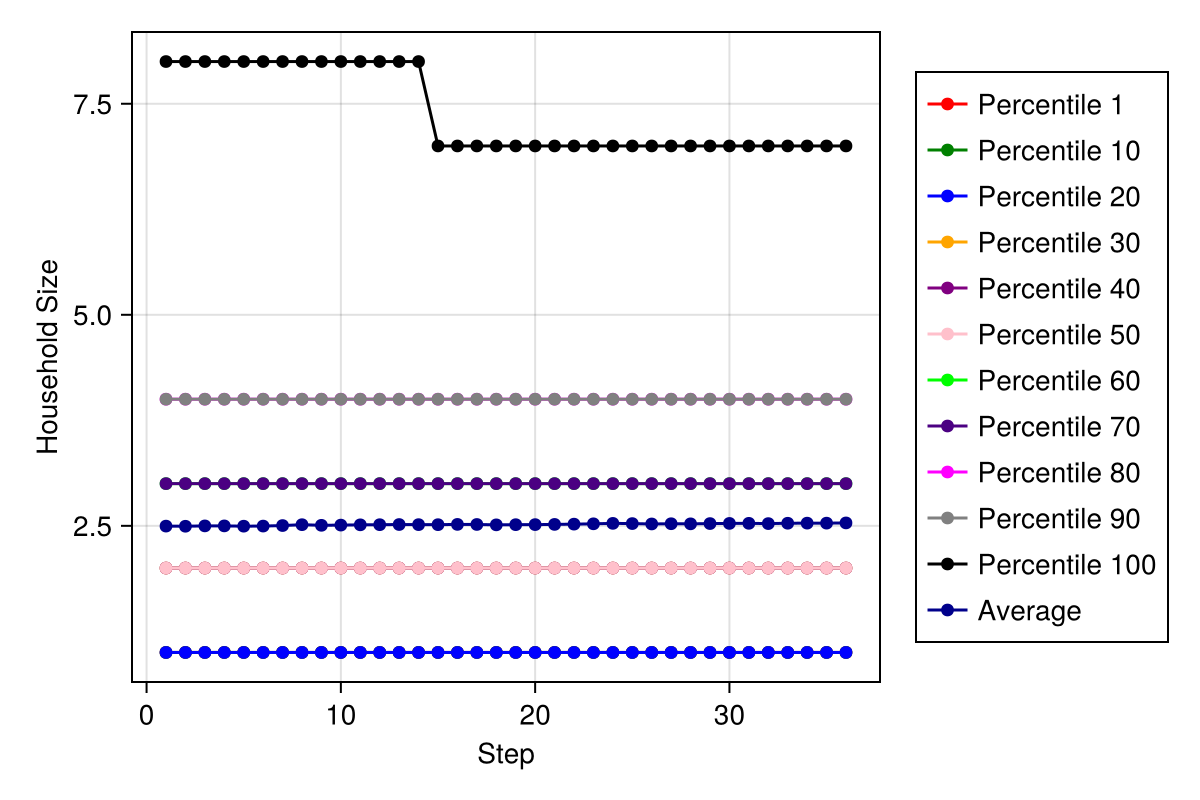 7.5
5.0
2.5
Household Size
0
10
20
30
Step
Percentile 1
Percentile 10
Percentile 20
Percentile 30
Percentile 40
Percentile 50
Percentile 60
Percentile 70
Percentile 80
Percentile 90
Percentile 100
Average